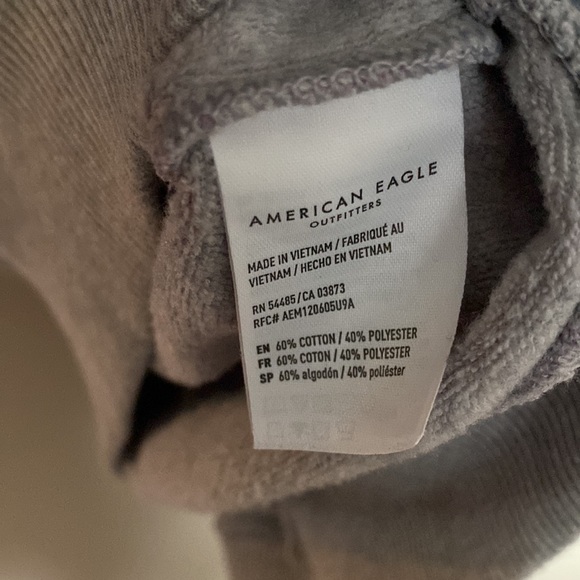 AMERICAN EAGLE
OUTFITTERS
MADE IN VIETNAM / FABRIQUÉ AU
VIETNAM / HECHO EN VIETNAM
RN 54485/CA 03873
RFC# AEM120605U9A
EN 60% COTTON / 40% POLYESTER
FR 60% COTON / 40% POLYESTER
SP 60% algodón / 40% poliéster